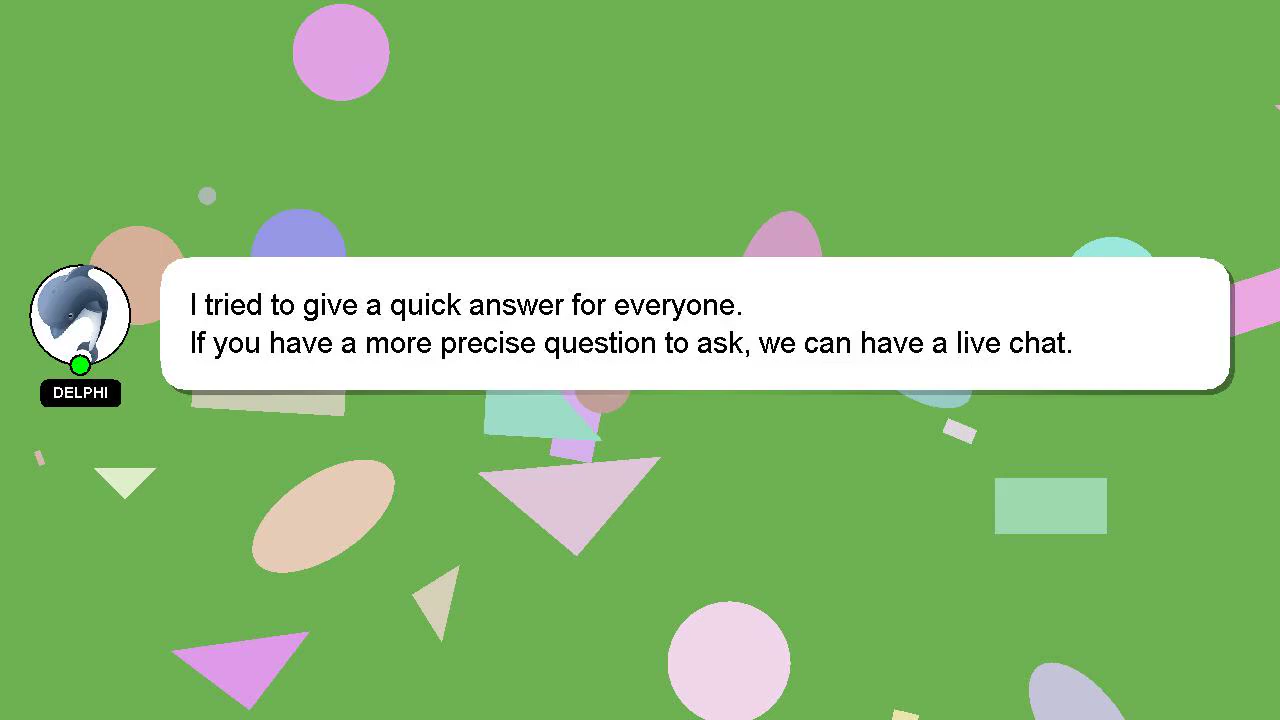 I tried to give a quick answer for everyone.
If you have a more precise question to ask, we can have a live chat.
DELPHI